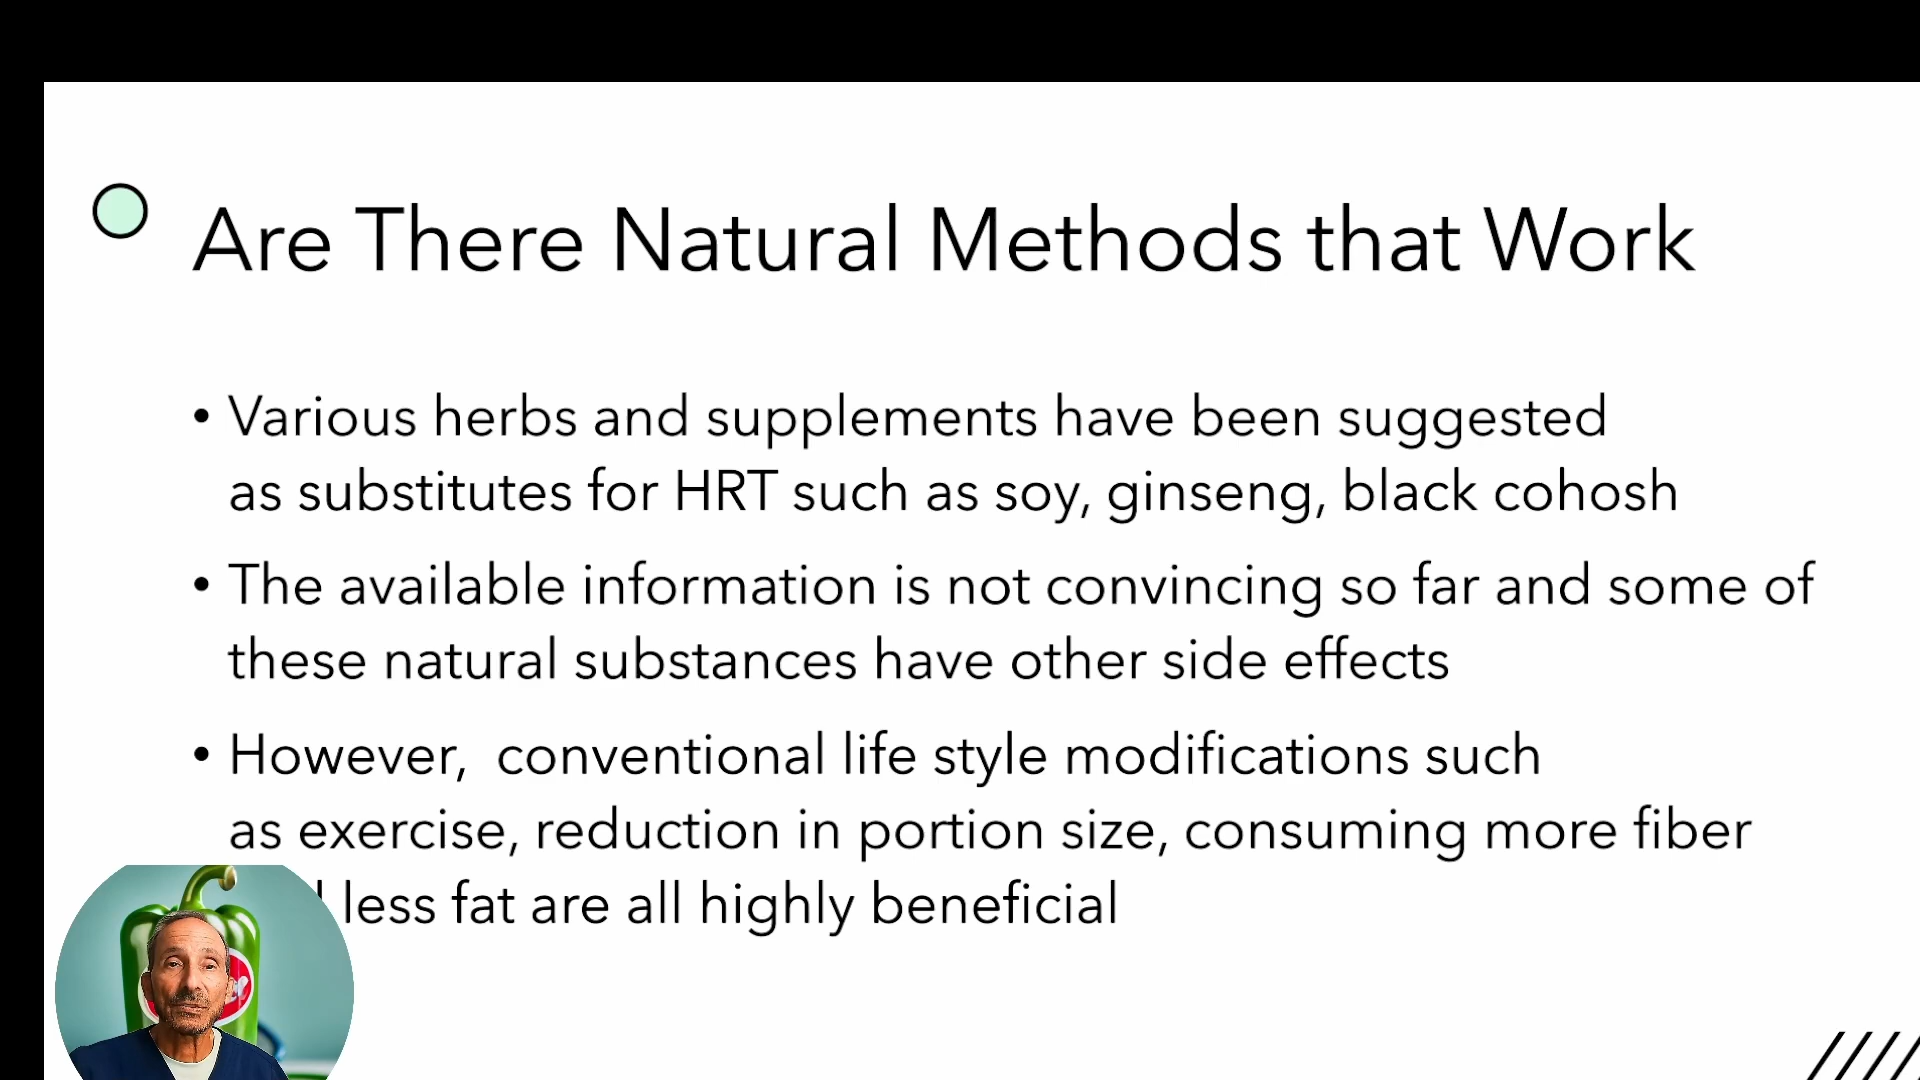 Are There Natural Methods that Work
• Various herbs and supplements have been suggested
as substitutes for HRT such as soy, ginseng, black cohosh
• The available information is not convincing so far and some of
these natural substances have other side effects
• However,  conventional life style modifications such
as exercise, reduction in portion size, consuming more fiber
less fat are all highly beneficial